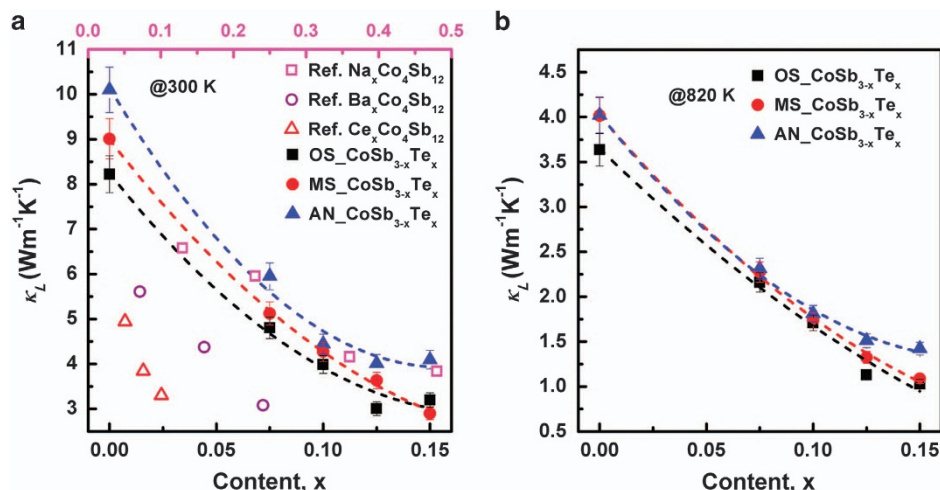 a
0.0 0.1 0.2 0.3 0.4 0.5
@300 K
Ref. NaₓCo₄Sb₁₂
Ref. BaₓCo₄Sb₁₂
Ref. CeₓCo₄Sb₁₂
OS_CoSb₃₋ₓTeₓ
MS_CoSb₃₋ₓTeₓ
AN_CoSb₃₋ₓTeₓ
11
10
9
8
7
6
5
4
3
κ_L (Wm⁻¹K⁻¹)
0.00 0.05 0.10 0.15
Content, x
b
@820 K
OS_CoSb₃₋ₓTeₓ
MS_CoSb₃₋ₓTeₓ
AN_CoSb₃₋ₓTeₓ
4.5
4.0
3.5
3.0
2.5
2.0
1.5
1.0
0.5
κ_L (Wm⁻¹K⁻¹)
0.00 0.05 0.10 0.15
Content, x